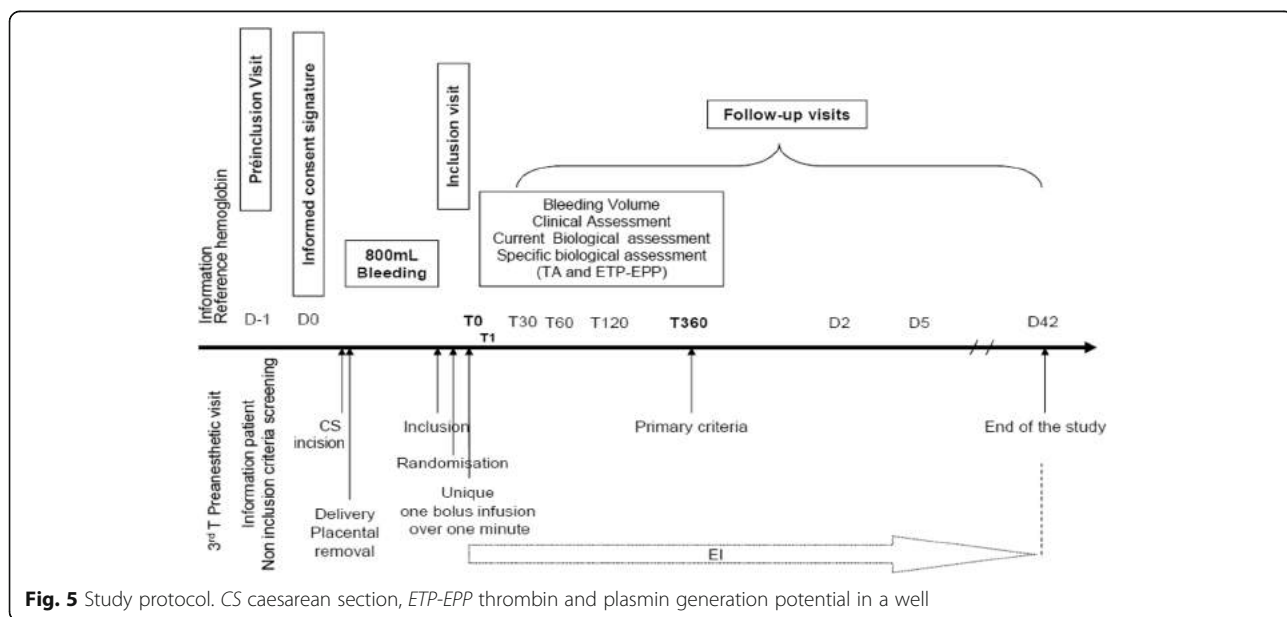 Information
Reference hemoglobin
Préinclusion Visit
Informed consent signature
800mL
Bleeding
Inclusion visit
Follow-up visits
Bleeding Volume
Clinical Assessment
Current Biological assessment
Specific biological assessment
(TA and ETP-EPP)
D-1 D0 T0 T30 T60 T120 T360 D2 D5 D42
T1
3rd T Preanesthetic visit
Information patient
Non inclusion criteria screening
CS
incision
Delivery
Placental
removal
Inclusion
Randomisation
Unique
one bolus infusion
over one minute
Primary criteria
End of the study
EI
Fig. 5 Study protocol. CS caesarean section, ETP-EPP thrombin and plasmin generation potential in a well